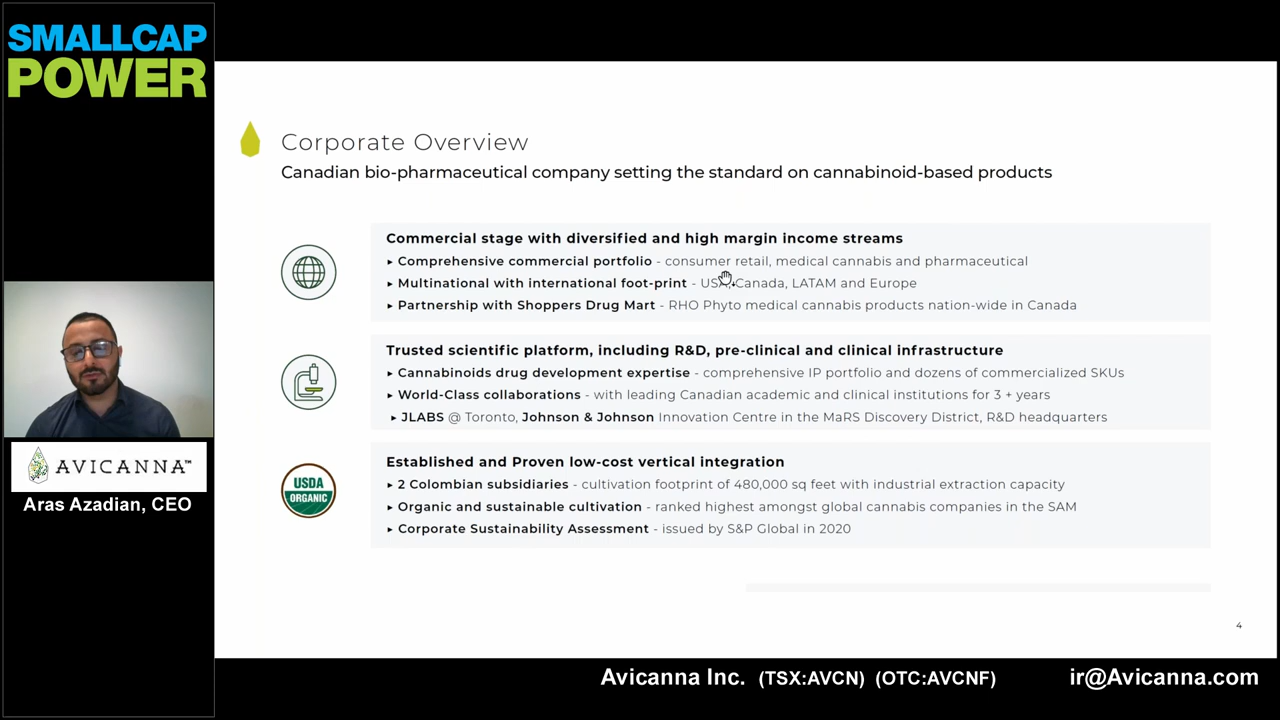 SMALLCAP
POWER
Corporate Overview
Canadian bio-pharmaceutical company setting the standard on cannabinoid-based products
Commercial stage with diversified and high margin income streams
▸ Comprehensive commercial portfolio - consumer retail, medical cannabis and pharmaceutical
▸ Multinational with international foot-print - USA, Canada, LATAM and Europe
▸ Partnership with Shoppers Drug Mart - RHO Phyto medical cannabis products nation-wide in Canada
Trusted scientific platform, including R&D, pre-clinical and clinical infrastructure
▸ Cannabinoids drug development expertise - comprehensive IP portfolio and dozens of commercialized SKUs
▸ World-Class collaborations - with leading Canadian academic and clinical institutions for 3 + years
▸ JLABS @ Toronto, Johnson & Johnson Innovation Centre in the MaRS Discovery District, R&D headquarters
USDA
ORGANIC
Established and Proven low-cost vertical integration
▸ 2 Colombian subsidiaries - cultivation footprint of 480,000 sq feet with industrial extraction capacity
▸ Organic and sustainable cultivation - ranked highest amongst global cannabis companies in the SAM
▸ Corporate Sustainability Assessment - issued by S&P Global in 2020
4
AVICANNA™
Aras Azadian, CEO
Avicanna Inc. (TSX:AVCN) (OTC:AVCNF) ir@Avicanna.com